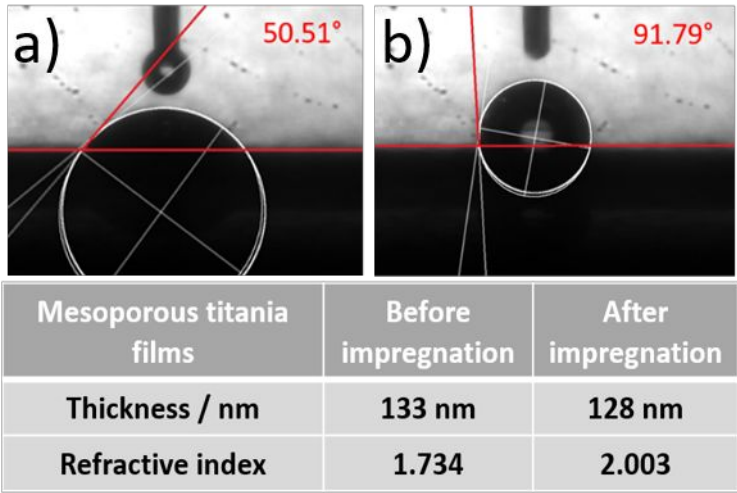 a) 50.51°
b) 91.79°
Mesoporous titania films Before impregnation After impregnation
Thickness / nm 133 nm 128 nm
Refractive index 1.734 2.003